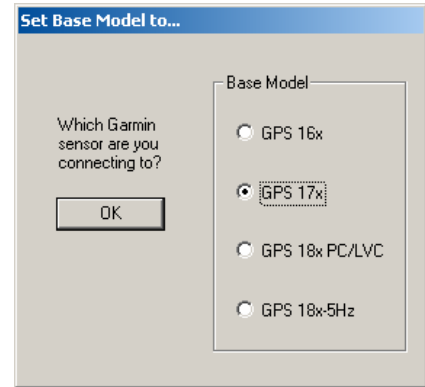 Set Base Model to...
Base Model
Which Garmin
sensor are you
connecting to?
OK
GPS 16x
GPS 17x
GPS 18x PC/LVC
GPS 18x-5Hz